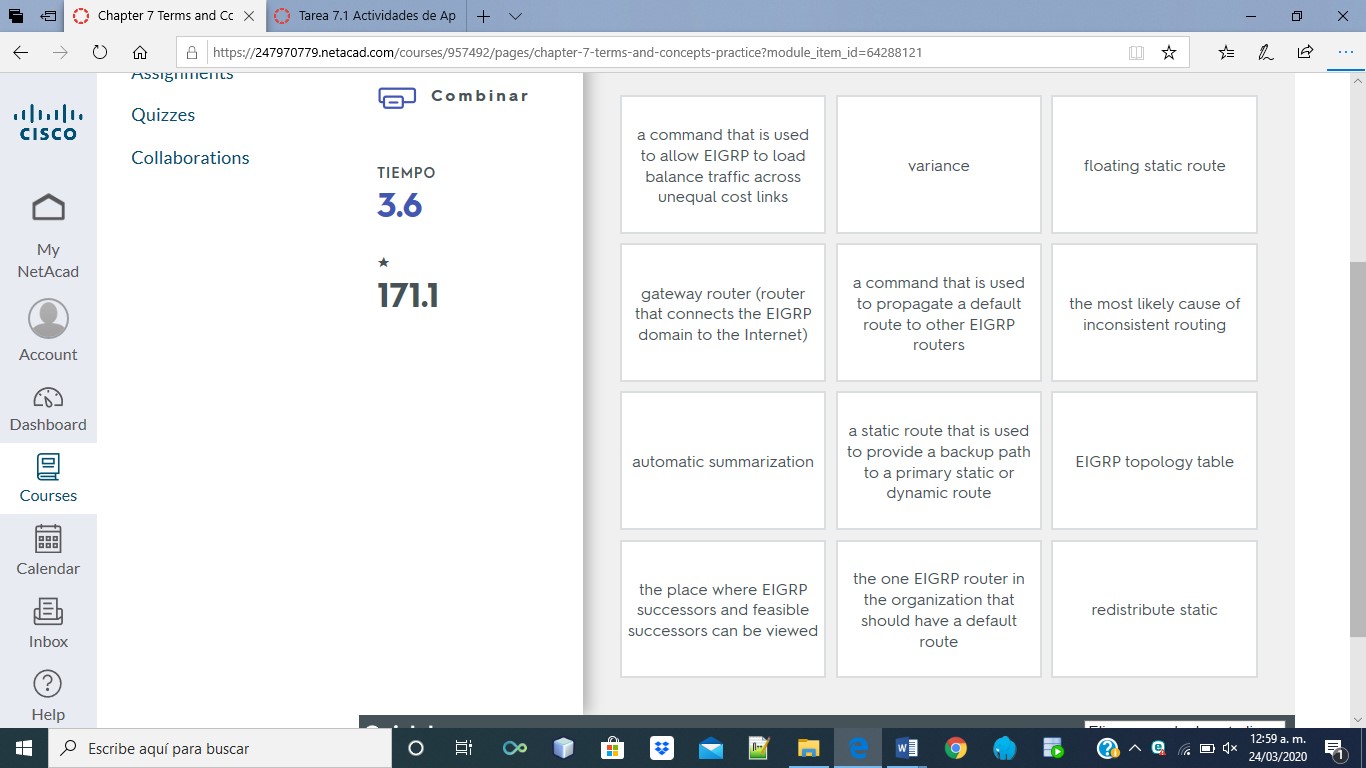 Chapter 7 Terms and Cc
Tarea 7.1 Actividades de Ap
https://247970779.netacad.com/courses/957492/pages/chapter-7-terms-and-concepts-practice?module_item_id=64288121
CISCO
My
NetAcad
Account
Dashboard
Courses
Calendar
Inbox
Help
Assignments
Quizzes
Collaborations
Combinar
TIEMPO
3.6
171.1
a command that is used
to allow EIGRP to load
balance traffic across
unequal cost links
variance
floating static route
gateway router (router
that connects the EIGRP
domain to the Internet)
a command that is used
to propagate a default
route to other EIGRP
routers
the most likely cause of
inconsistent routing
automatic summarization
a static route that is used
to provide a backup path
to a primary static or
dynamic route
EIGRP topology table
the place where EIGRP
successors and feasible
successors can be viewed
the one EIGRP router in
the organization that
should have a default
route
redistribute static
Escribe aquí para buscar
12:59 a. m.
24/03/2020
1